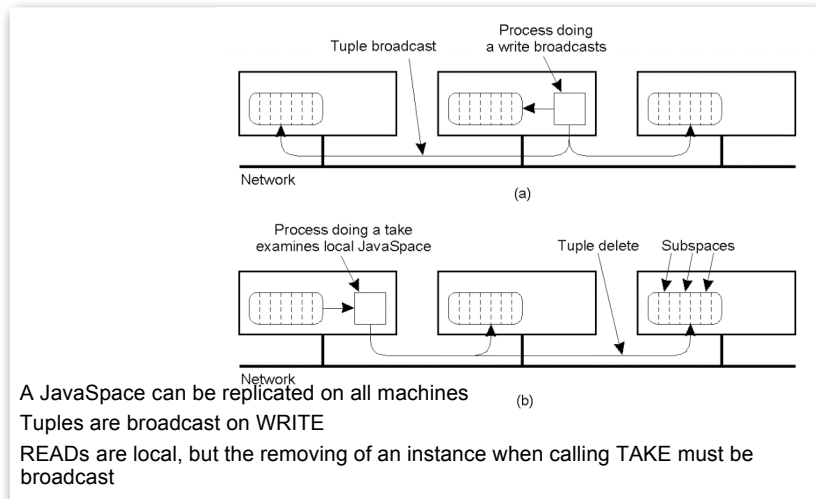 Process doing
a write broadcasts
Tuple broadcast
Network
(a)
Process doing a take
examines local JavaSpace
Tuple delete
Subspaces
Network
(b)
A JavaSpace can be replicated on all machines
Tuples are broadcast on WRITE
READs are local, but the removing of an instance when calling TAKE must be
broadcast